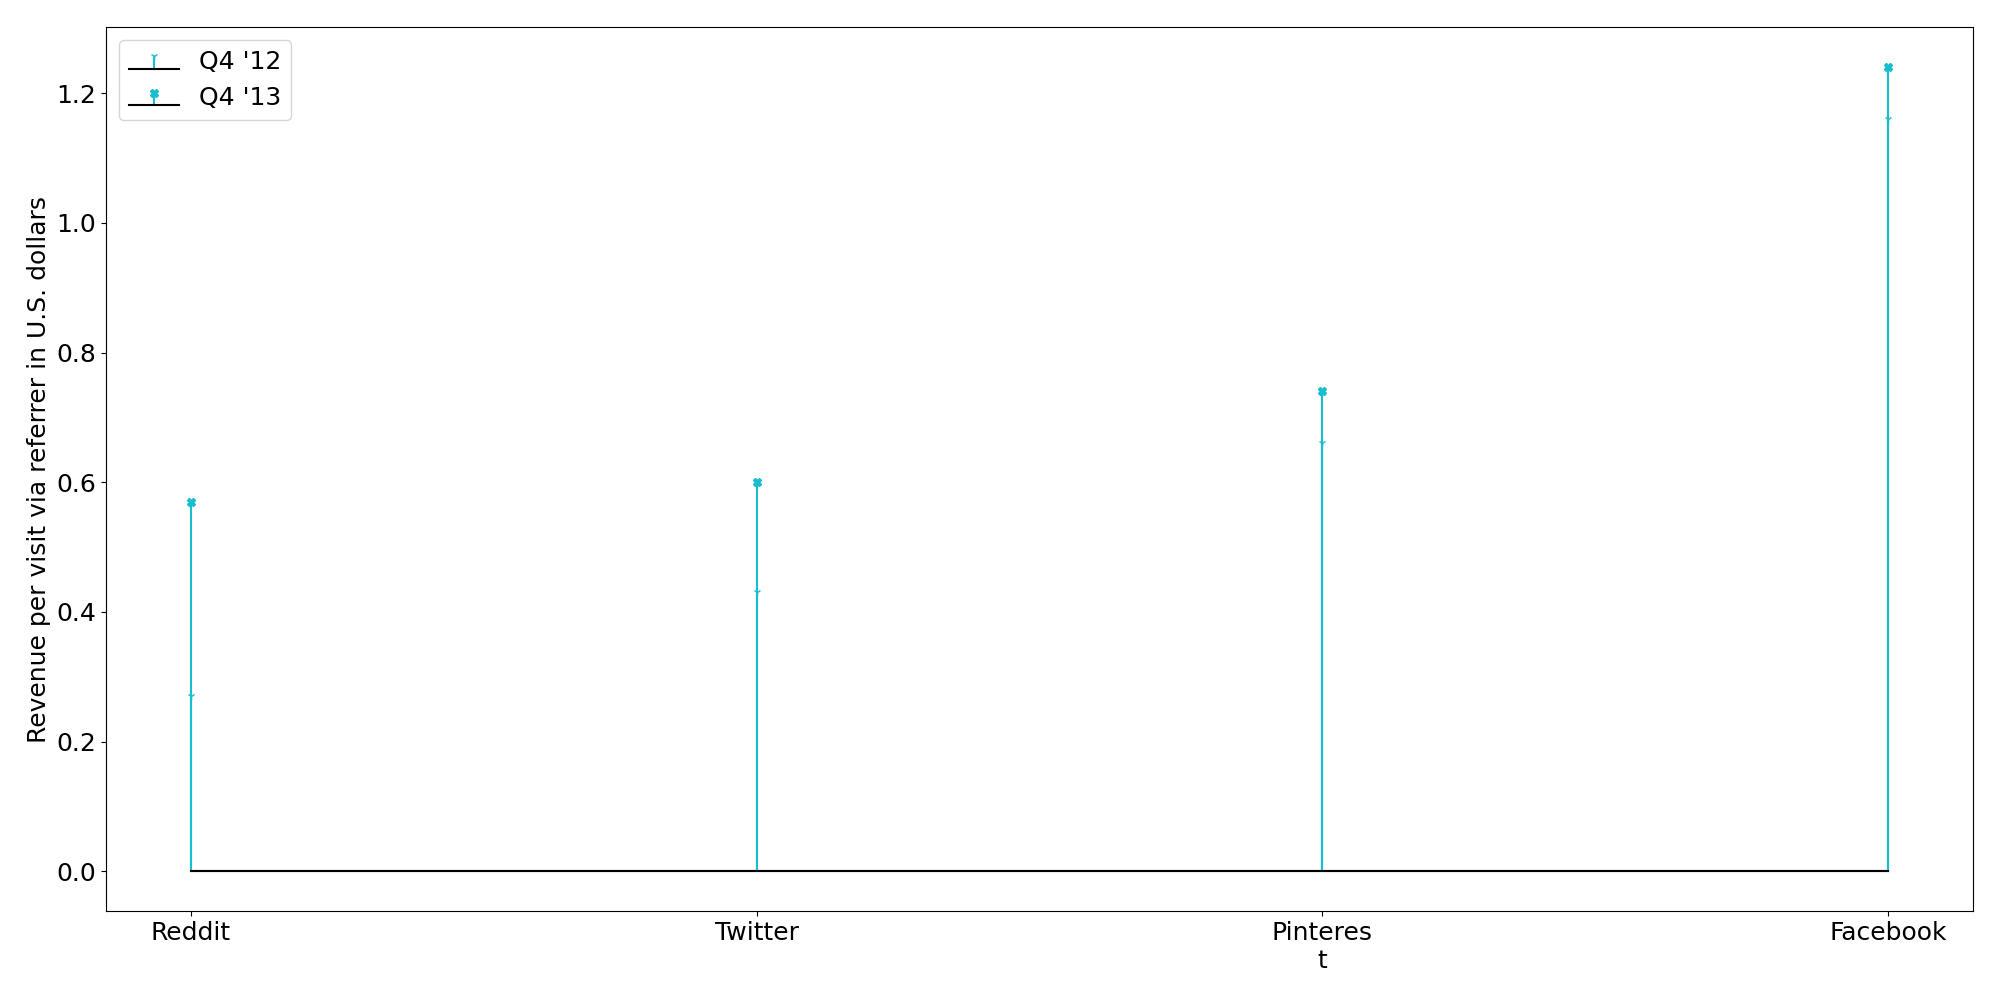 Q4 '12
Q4 '13
Revenue per visit via referrer in U.S. dollars
1.2
1.0
0.8
0.6
0.4
0.2
0.0
Reddit
Twitter
Pinteres
t
Facebook